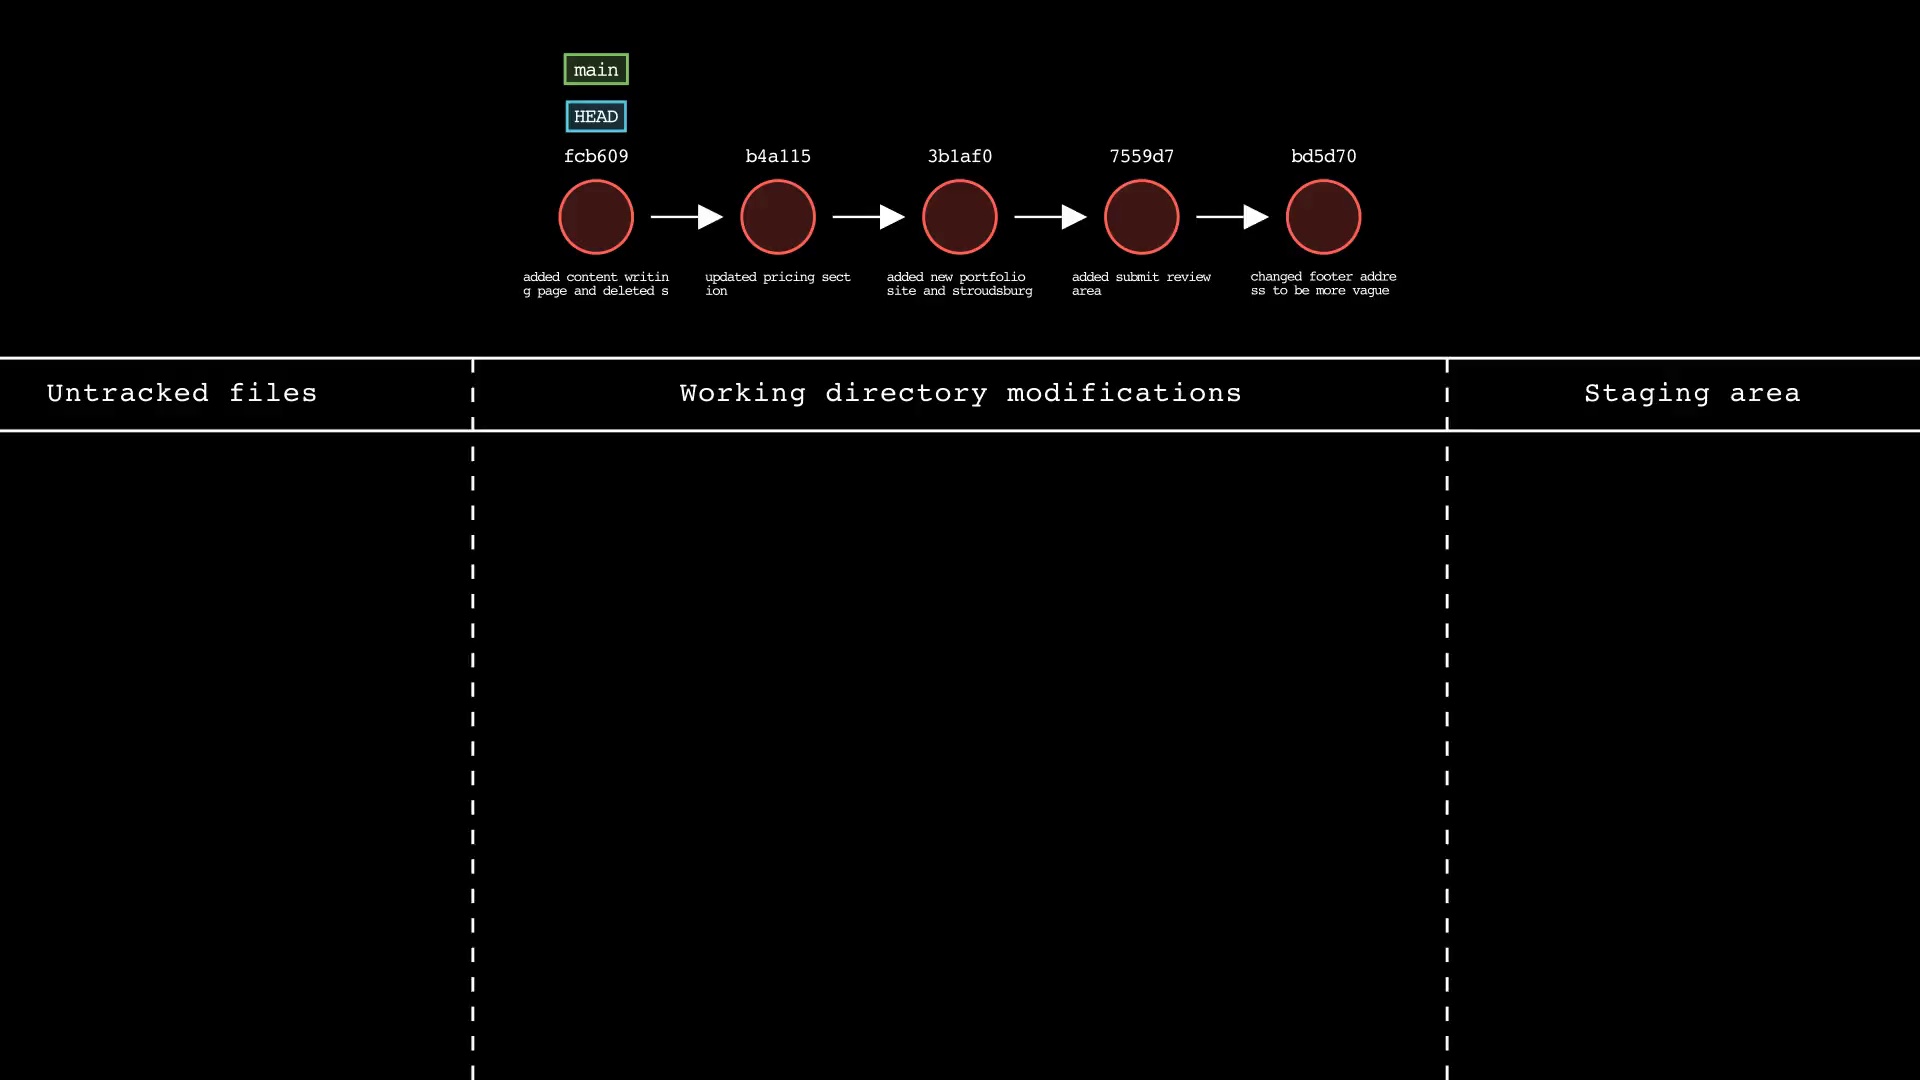 main
HEAD
fcb609
b4a115
3b1af0
7559d7
bd5d70
added content writin
g page and deleted s
updated pricing sect
ion
added new portfolio
site and stroudsburg
added submit review
area
changed footer addre
ss to be more vague
Untracked files
Working directory modifications
Staging area